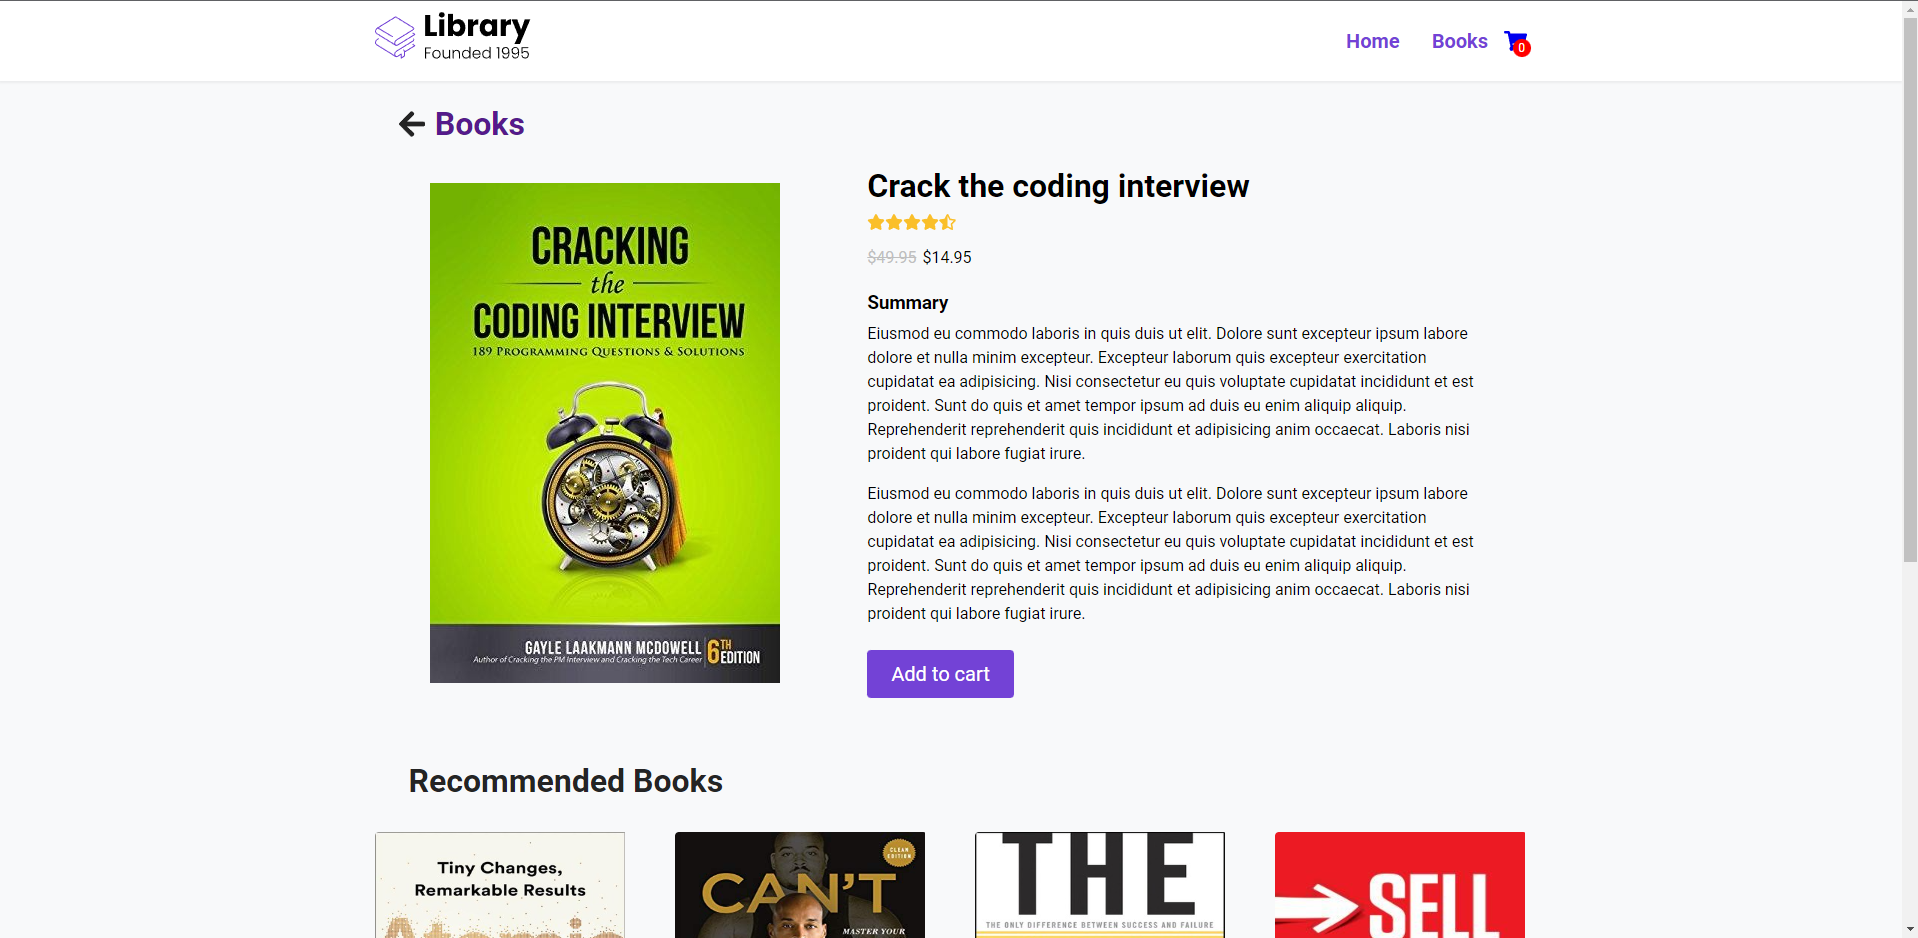 Library
Founded 1995
Home
Books
0
Books
CRACKING
the
CODING INTERVIEW
189 PROGRAMMING QUESTIONS & SOLUTIONS
GAYLE LAAKMANN MCDOWELL
Author of Cracking the PM Interview and Cracking the Tech Career
6TH EDITION
Crack the coding interview
$49.95 $14.95
Summary
Eiusmod eu commodo laboris in quis duis ut elit. Dolore sunt excepteur ipsum labore
dolore et nulla minim excepteur. Excepteur laborum quis excepteur exercitation
cupidatat ea adipisicing. Nisi consectetur eu quis voluptate cupidatat incididunt et est
proident. Sunt do quis et amet tempor ipsum ad duis eu enim aliquip aliquip.
Reprehenderit reprehenderit quis incididunt et adipisicing anim occaecat. Laboris nisi
proident qui labore fugiat irure.
Eiusmod eu commodo laboris in quis duis ut elit. Dolore sunt excepteur ipsum labore
dolore et nulla minim excepteur. Excepteur laborum quis excepteur exercitation
cupidatat ea adipisicing. Nisi consectetur eu quis voluptate cupidatat incididunt et est
proident. Sunt do quis et amet tempor ipsum ad duis eu enim aliquip aliquip.
Reprehenderit reprehenderit quis incididunt et adipisicing anim occaecat. Laboris nisi
proident qui labore fugiat irure.
Add to cart
Recommended Books
Tiny Changes,
Remarkable Results
Atomic
CLEAN
EDITION
CAN'T
MASTER YOUR
THE
THE ONLY DIFFERENCE BETWEEN SUCCESS AND FAILURE
SELL